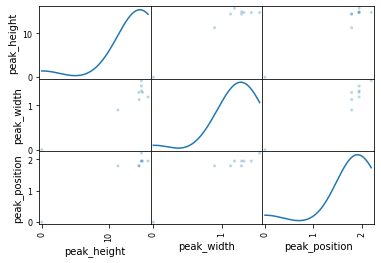 peak_height
10
0
peak_width
1
0
peak_position
2
1
0
0
10
0
1
0
1
2
peak_height
peak_width
peak_position